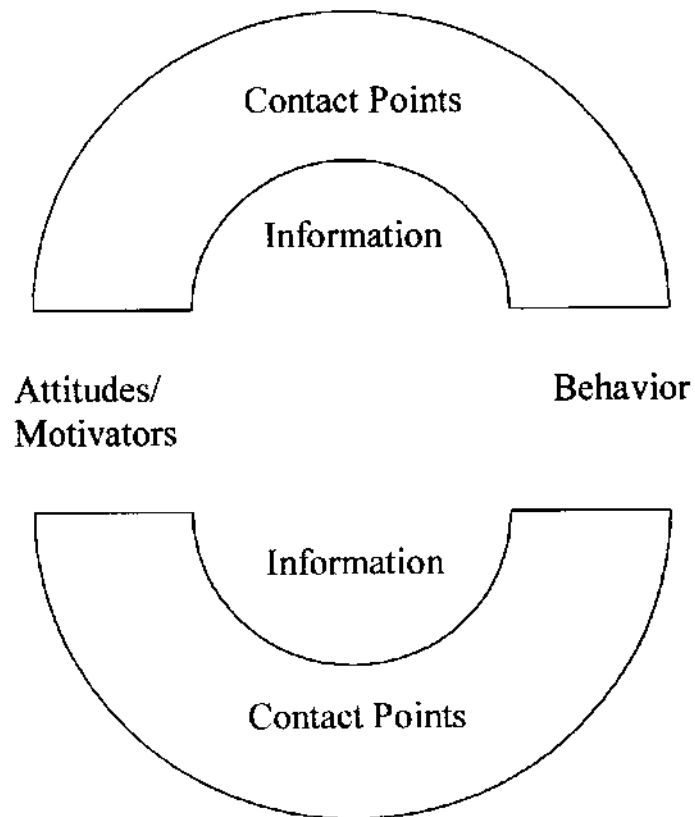 Contact Points
Information
Attitudes/
Motivators
Behavior
Information
Contact Points